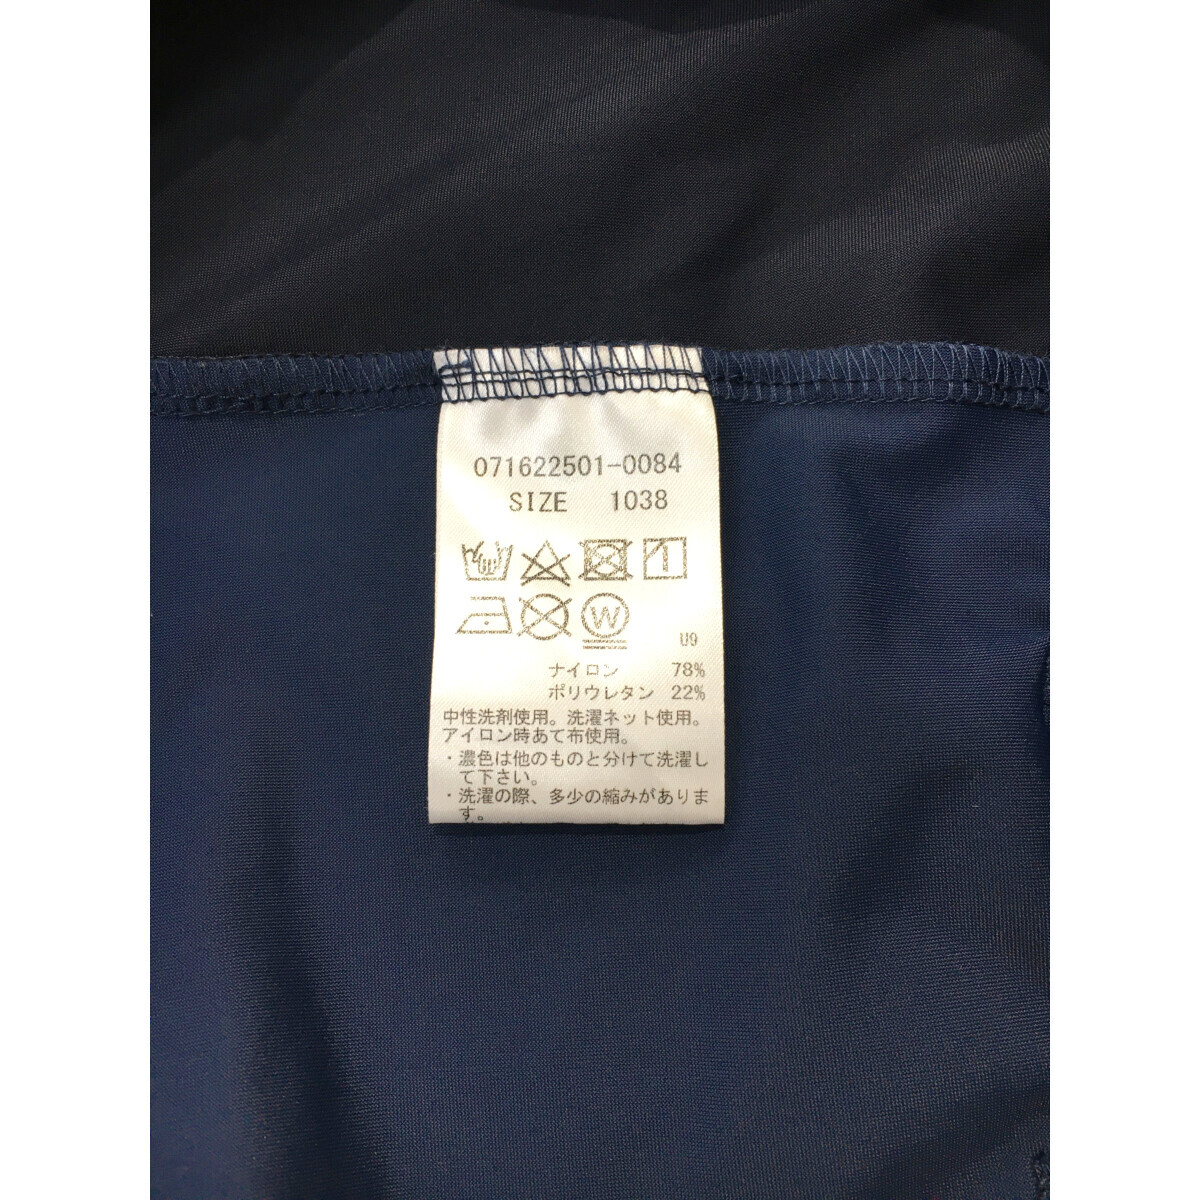 071622501-0084
SIZE 1038
W
U9
ナイロン 78%
ポリウレタン 22%
中性洗剤使用。洗濯ネット使用。
アイロン時あて布使用。
・濃色は他のものと分けて洗濯し
て下さい。
・洗濯の際、多少の縮みがありま
す。